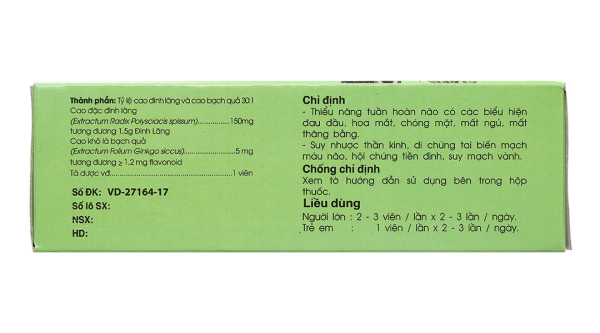 Thành phần: Tỷ lệ cao đinh lăng và cao bạch quả 30:1
Cao đặc đinh lăng
(Extractum Radix Polysciacis spissum)................150mg
tương đương 1,5g Đinh Lăng
Cao khô lá bạch quả
(Extractum Folium Ginkgo siccus)........................5 mg
tương đương ≥ 1,2 mg flavonoid
Tá dược vđ..........................................................1 viên
Số ĐK: VD-27164-17
Số lô SX:
NSX:
HD:
Chỉ định
- Thiểu năng tuần hoàn não có các biểu hiện
đau đầu, hoa mắt, chóng mặt, mất ngủ, mất
thăng bằng.
- Suy nhược thần kinh, di chứng tai biến mạch
máu não, hội chứng tiền đình, suy mạch vành.
Chống chỉ định
Xem tờ hướng dẫn sử dụng bên trong hộp
thuốc.
Liều dùng
Người lớn : 2 - 3 viên / lần x 2 - 3 lần / ngày.
Trẻ em : 1 viên / lần x 2 - 3 lần / ngày.